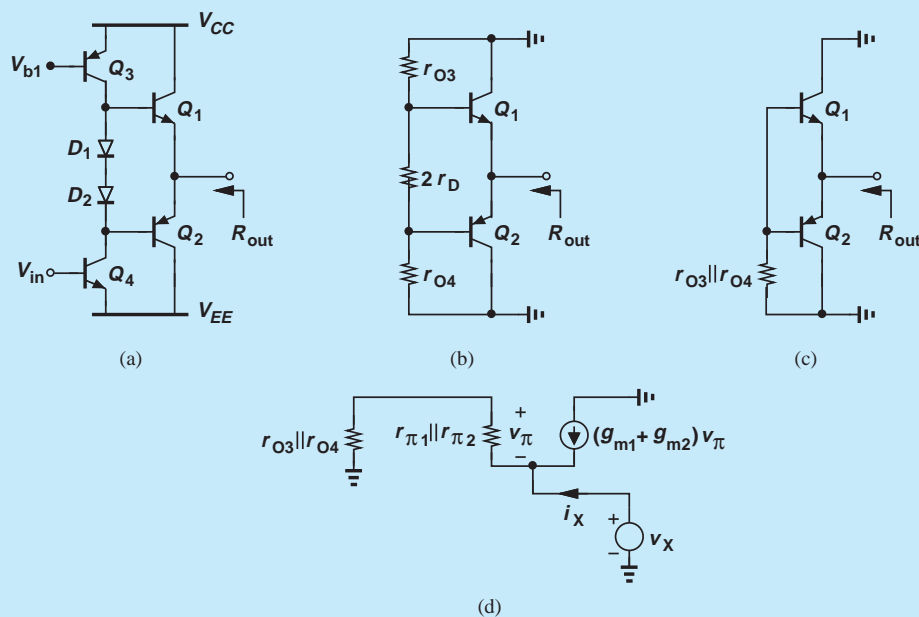 V_CC
V_b1
Q_3
Q_1
D_1
D_2
Q_2
R_out
V_in
Q_4
V_EE
(a)
r_O3
Q_1
2 r_D
Q_2
R_out
r_O4
(b)
Q_1
Q_2
R_out
r_O3||r_O4
(c)
r_O3||r_O4
r_π1||r_π2
+
v_π
−
(g_m1+ g_m2) v_π
i_X
+
v_X
−
(d)